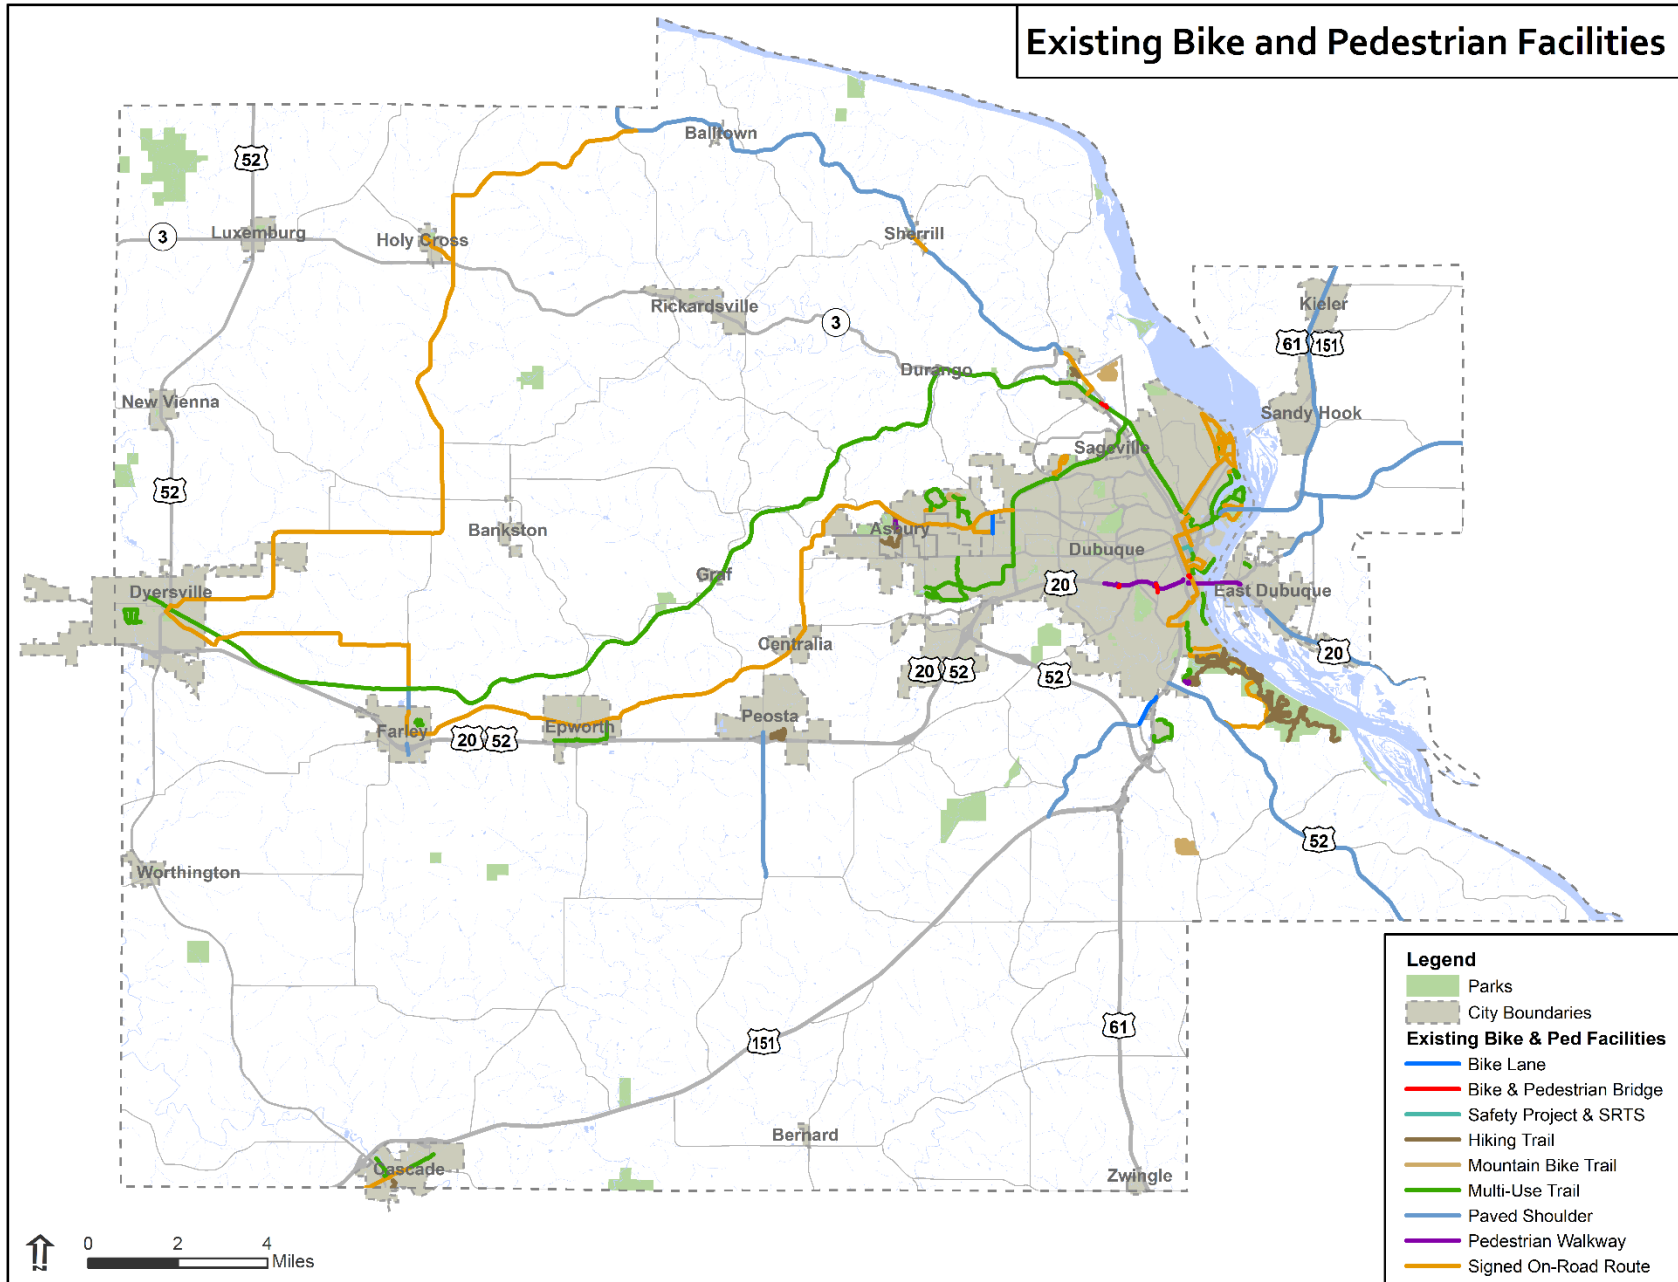 Existing Bike and Pedestrian Facilities
Balltown
52
3
Luxemburg
Holy Cross
Sherrill
Rickardsville
3
Kieler
61
151
Durango
New Vienna
Sandy Hook
Sageville
52
Bankston
Asbury
Dubuque
Graf
20
Dyersville
East Dubuque
Centralia
20
52
52
20
Peosta
Farley
Epworth
20
52
52
Worthington
61
151
Bernard
Cascade
Zwingle
Legend
Parks
City Boundaries
Existing Bike & Ped Facilities
Bike Lane
Bike & Pedestrian Bridge
Safety Project & SRTS
Hiking Trail
Mountain Bike Trail
Multi-Use Trail
Paved Shoulder
Pedestrian Walkway
Signed On-Road Route
N
0 2 4
Miles